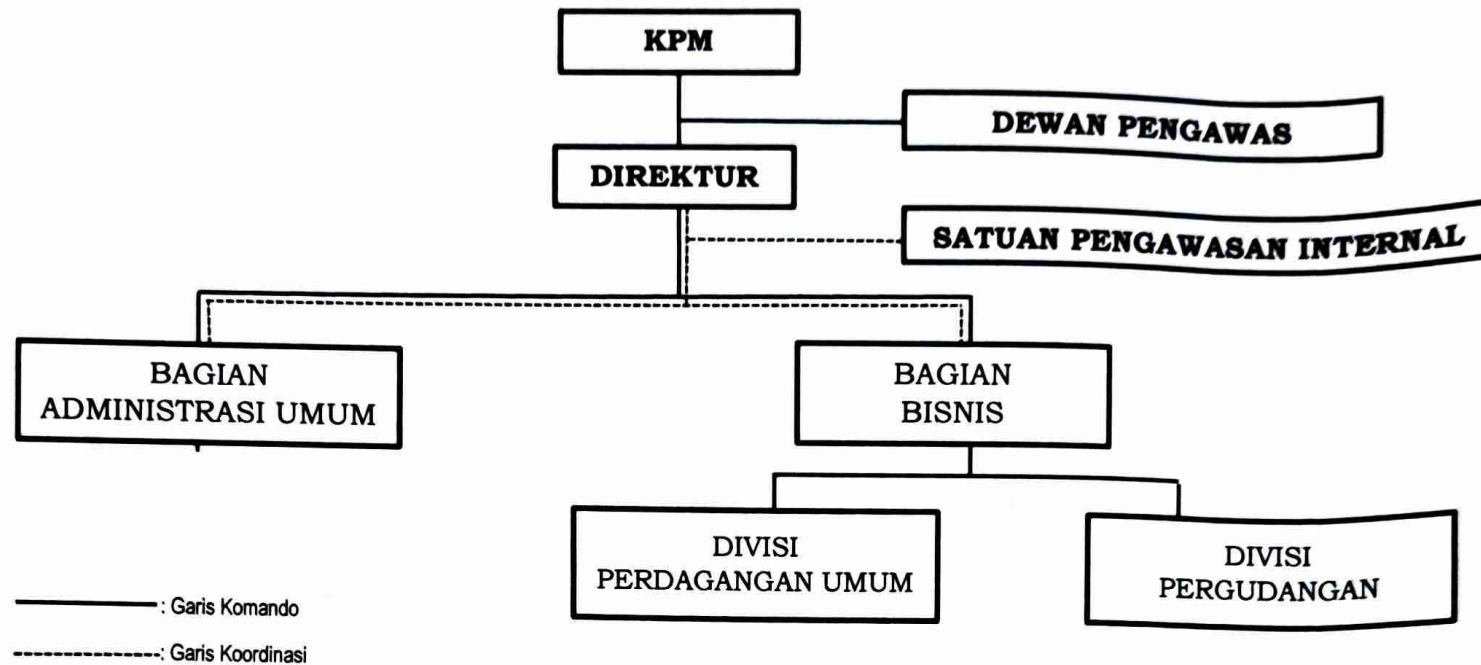 KPM
DEWAN PENGAWAS
DIREKTUR
SATUAN PENGAWASAN INTERNAL
BAGIAN
ADMINISTRASI UMUM
BAGIAN
BISNIS
DIVISI
PERDAGANGAN UMUM
DIVISI
PERGUDANGAN
: Garis Komando
: Garis Koordinasi